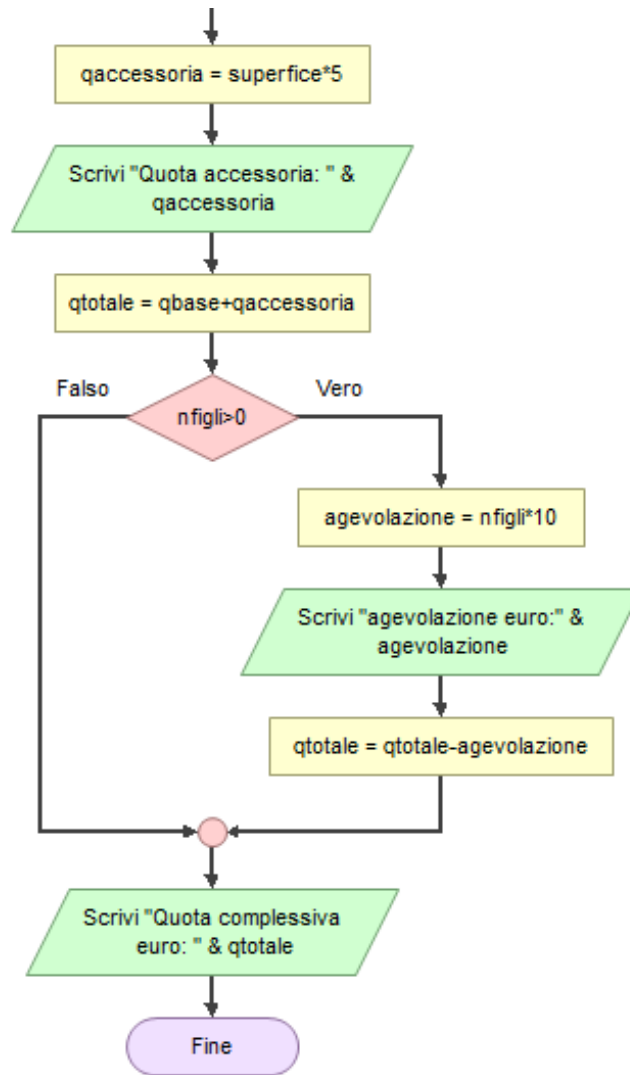 qaccessoria = superfice*5
Scrivi "Quota accessoria: " &
qaccessoria
qtotale = qbase+qaccessoria
Falso
Vero
nfigli>0
agevolazione = nfigli*10
Scrivi "agevolazione euro:" &
agevolazione
qtotale = qtotale-agevolazione
Scrivi "Quota complessiva
euro: " & qtotale
Fine